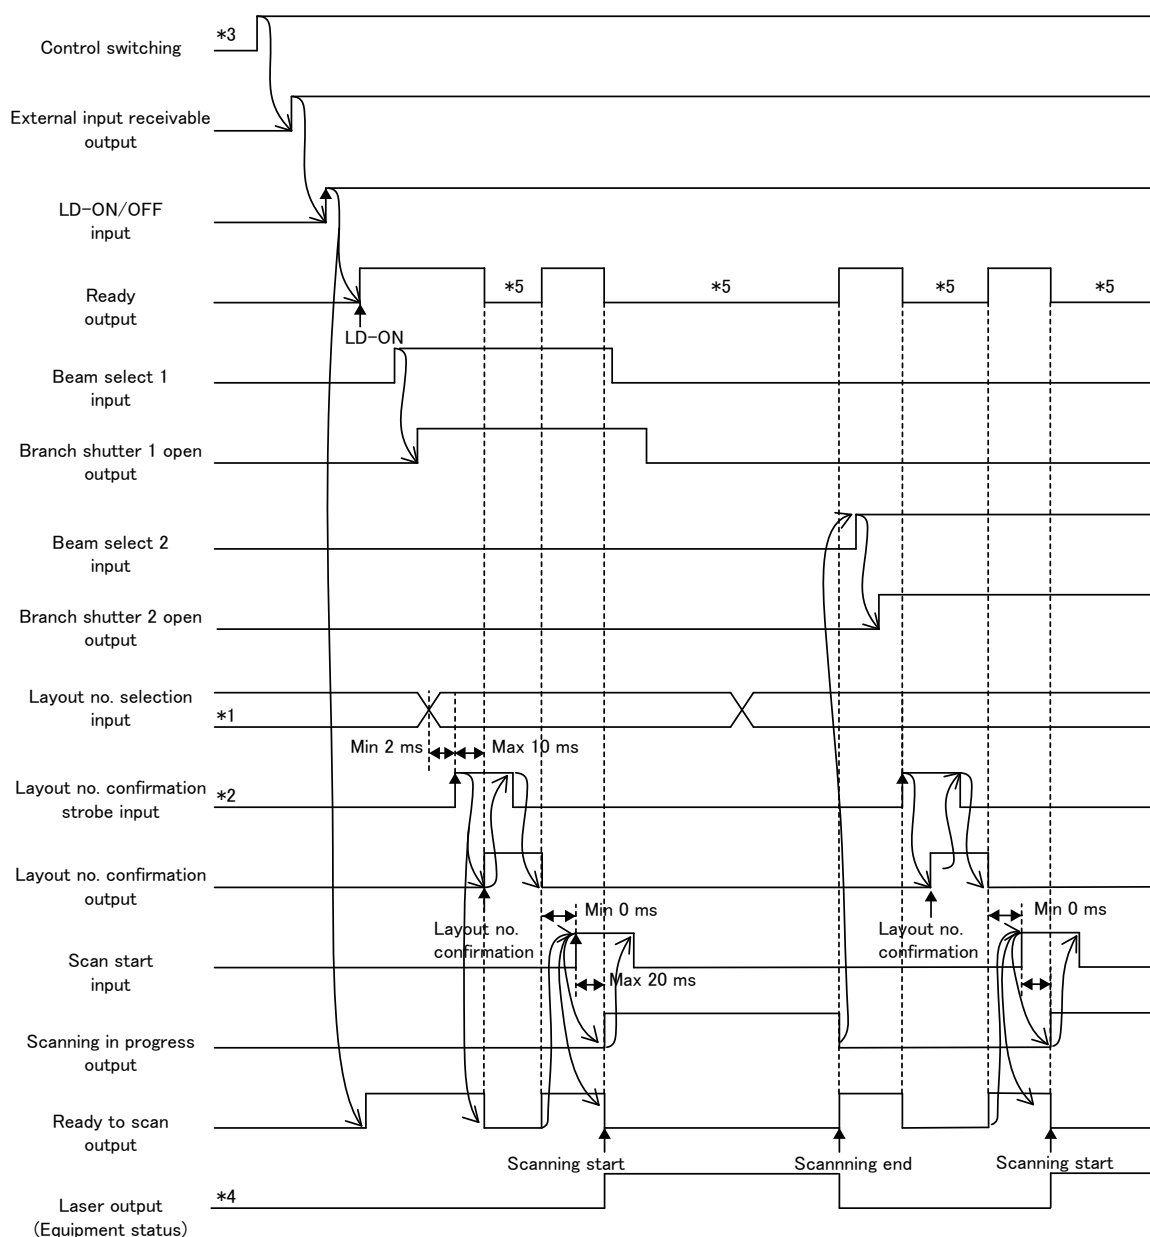 Control switching
*3
External input receivable
output
LD-ON/OFF
input
Ready
output
*5
*5
*5
*5
LD-ON
Beam select 1
input
Branch shutter 1 open
output
Beam select 2
input
Branch shutter 2 open
output
Layout no. selection
input
*1
Min 2 ms
Max 10 ms
Layout no. confirmation
strobe input
*2
Layout no. confirmation
output
Layout no.
confirmation
Min 0 ms
Layout no.
confirmation
Min 0 ms
Scan start
input
Max 20 ms
Scanning in progress
output
Ready to scan
output
Scanning start
Scannning end
Scanning start
Laser output
(Equipment status)
*4